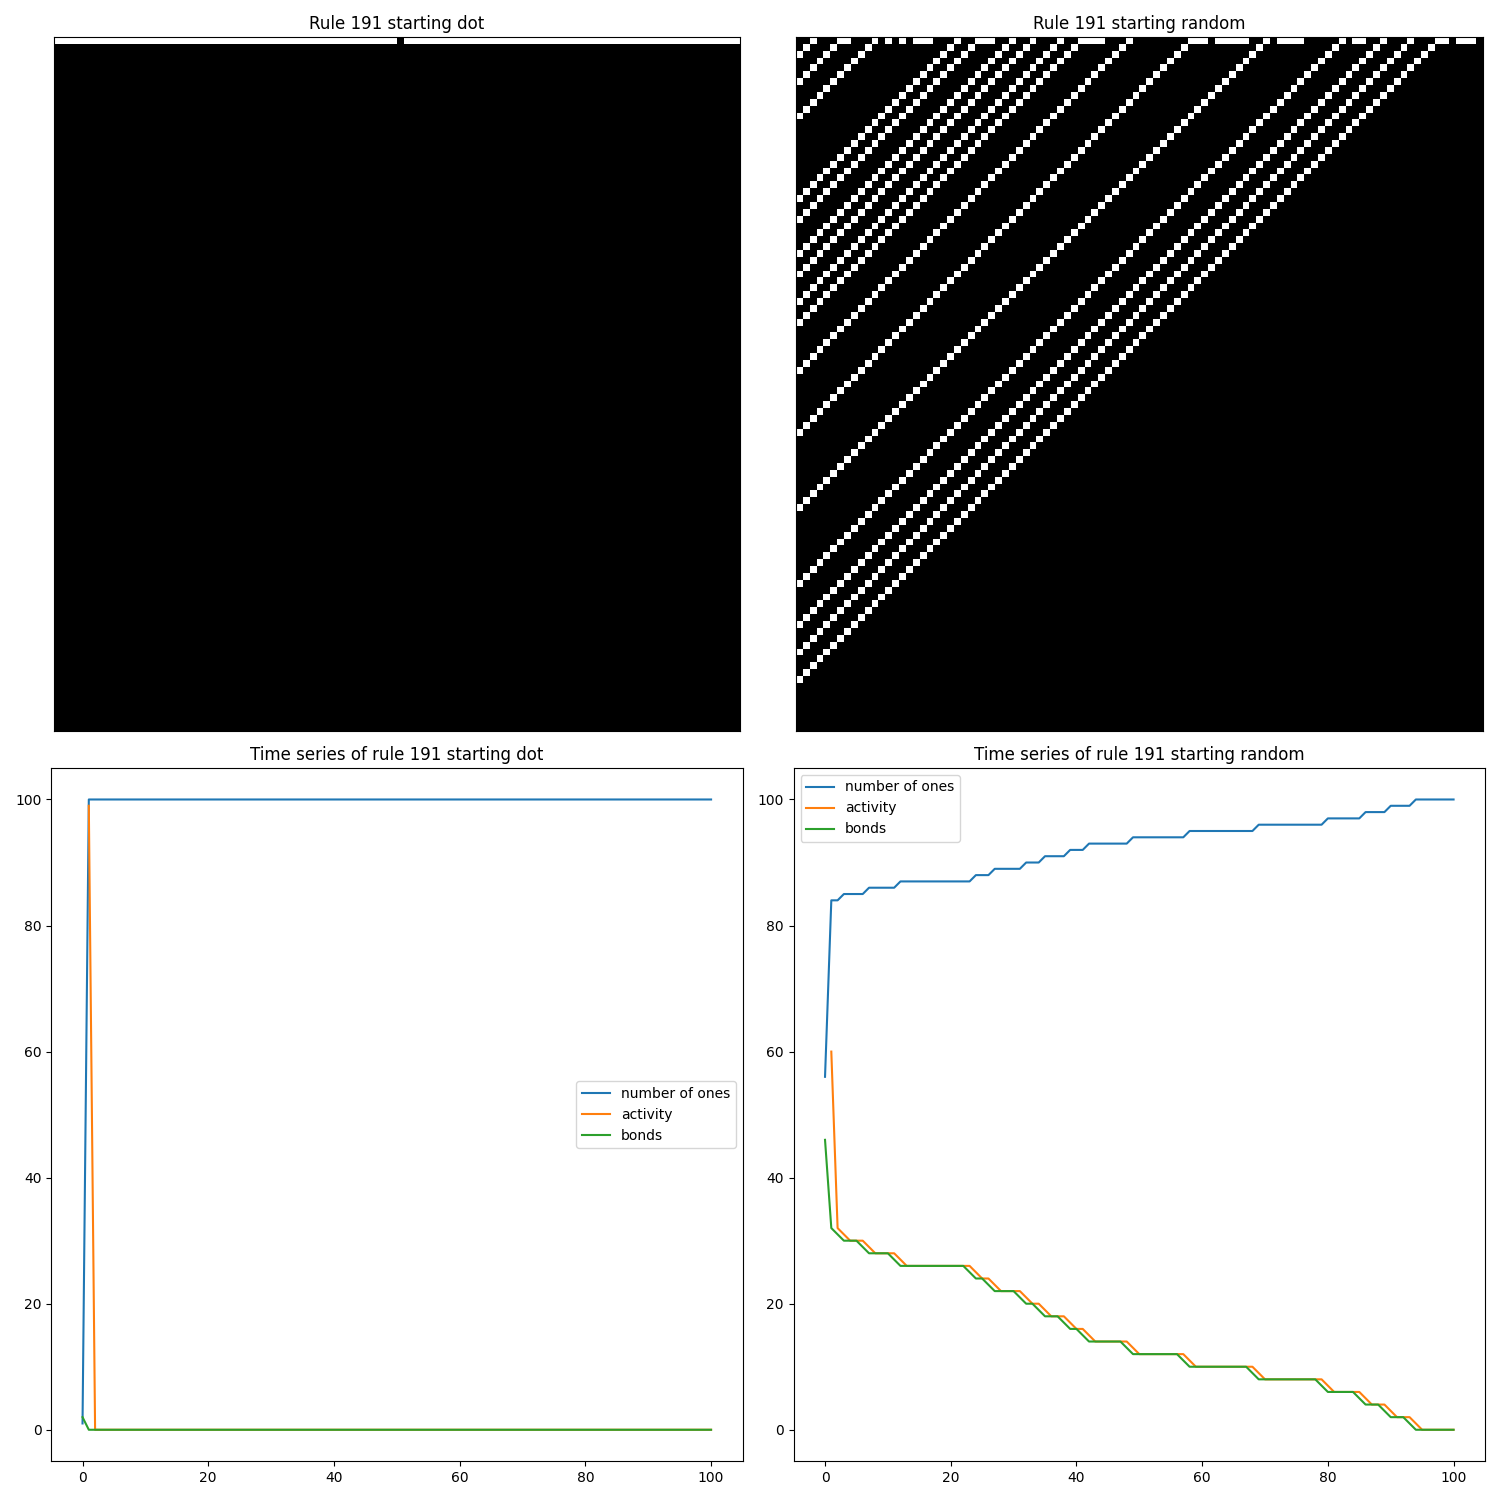 Rule 191 starting dot
Rule 191 starting random
Time series of rule 191 starting dot
100
80
60
40
20
0
number of ones
activity
bonds
0 20 40 60 80 100
Time series of rule 191 starting random
number of ones
activity
bonds
100
80
60
40
20
0
0 20 40 60 80 100